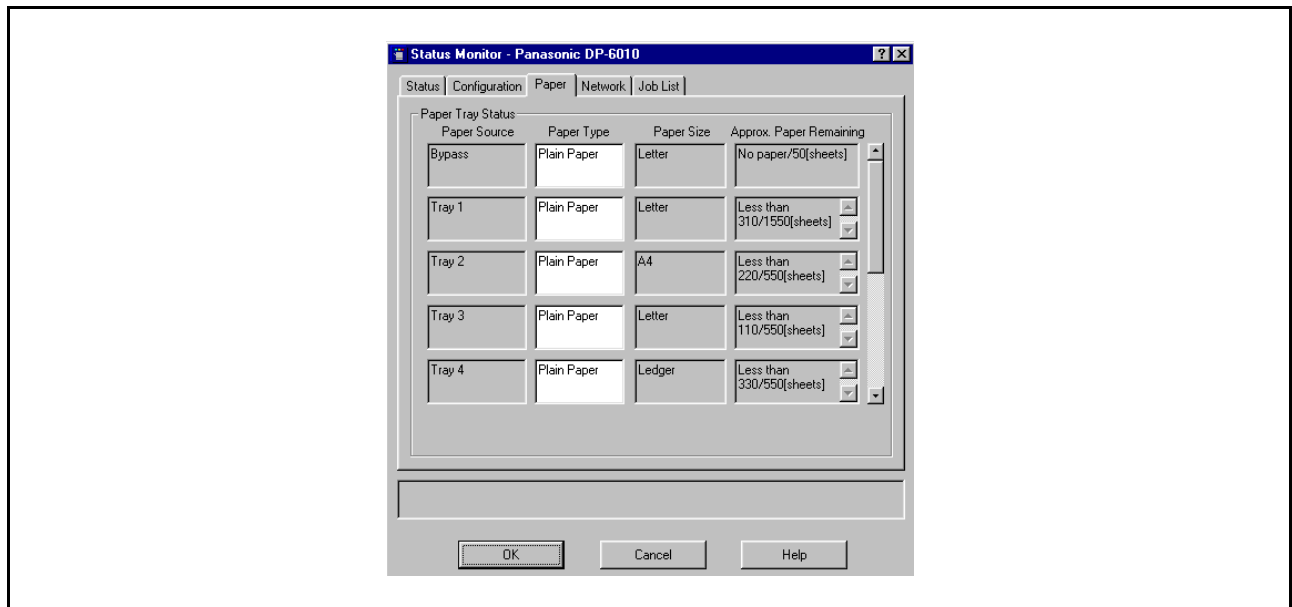 Status Monitor - Panasonic DP-6010
Status Configuration Paper Network Job List
Paper Tray Status
Paper Source Paper Type Paper Size Approx. Paper Remaining
Bypass Plain Paper Letter No paper/50[sheets]
Tray 1 Plain Paper Letter Less than
310/1550[sheets]
Tray 2 Plain Paper A4 Less than
220/550[sheets]
Tray 3 Plain Paper Letter Less than
110/550[sheets]
Tray 4 Plain Paper Ledger Less than
330/550[sheets]
OK Cancel Help